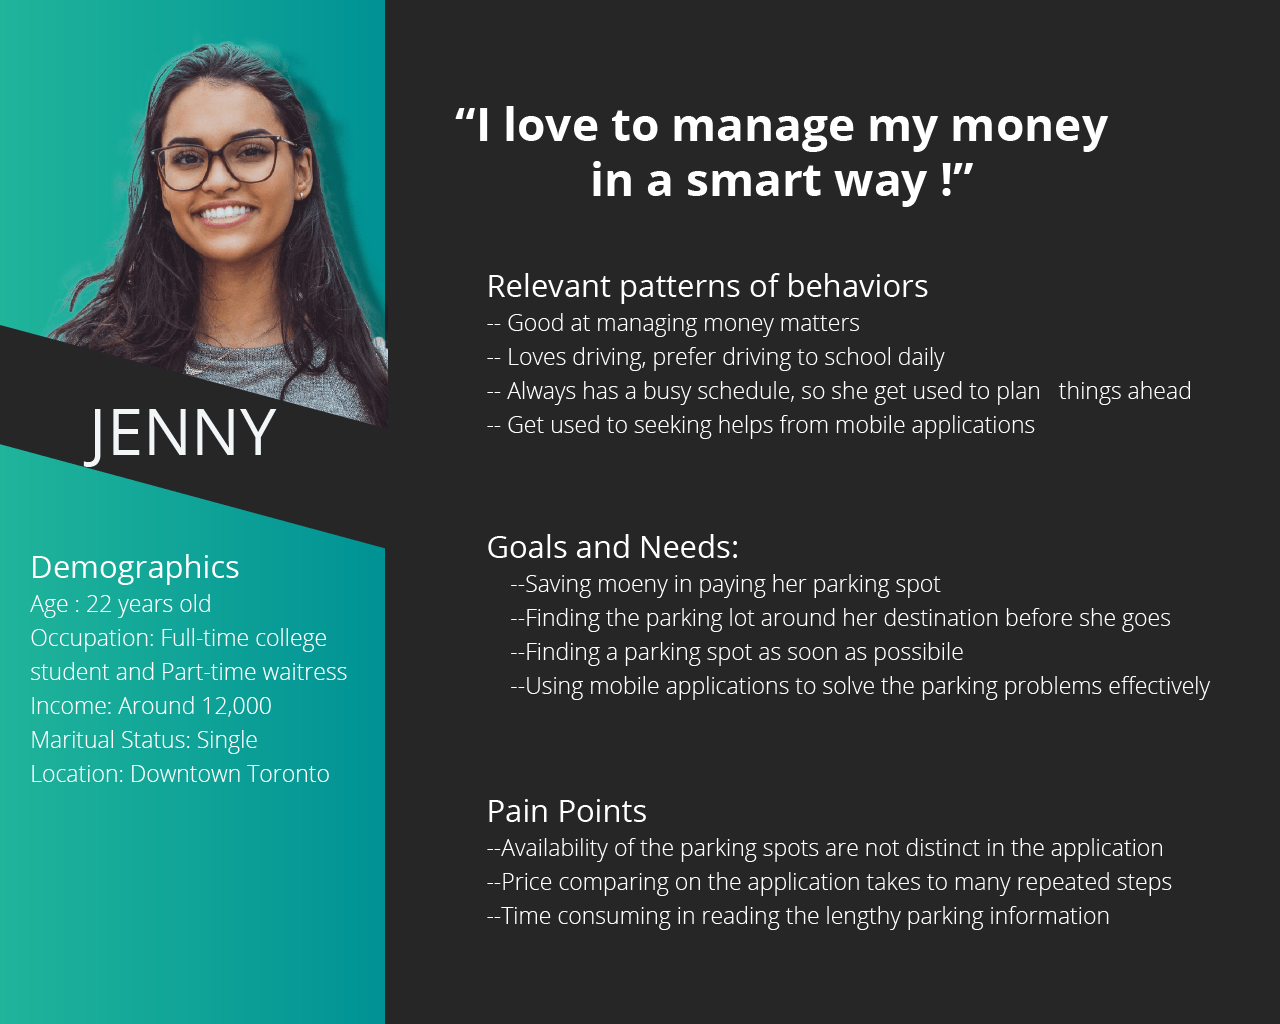 “I love to manage my money
in a smart way !”
JENNY
Demographics
Age : 22 years old
Occupation: Full-time college
student and Part-time waitress
Income: Around 12,000
Maritual Status: Single
Location: Downtown Toronto
Relevant patterns of behaviors
-- Good at managing money matters
-- Loves driving, prefer driving to school daily
-- Always has a busy schedule, so she get used to plan   things ahead
-- Get used to seeking helps from mobile applications
Goals and Needs:
--Saving moeny in paying her parking spot
--Finding the parking lot around her destination before she goes
--Finding a parking spot as soon as possibile
--Using mobile applications to solve the parking problems effectively
Pain Points
--Availability of the parking spots are not distinct in the application
--Price comparing on the application takes to many repeated steps
--Time consuming in reading the lengthy parking information